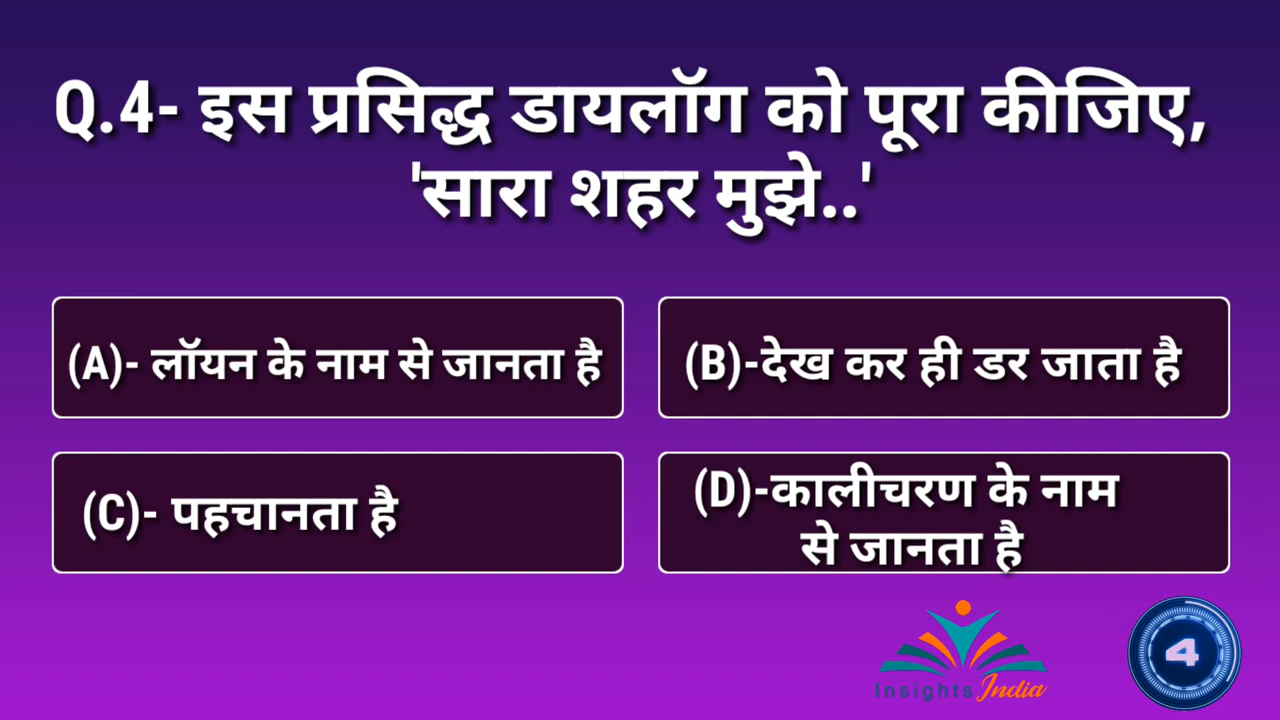 Q.4- इस प्रसिद्ध डायलॉग को पूरा कीजिए,
'सारा शहर मुझे..'
(A)- लॉयन के नाम से जानता है
(B)-देख कर ही डर जाता है
(C)- पहचानता है
(D)-कालीचरण के नाम
से जानता है
Insights India
4